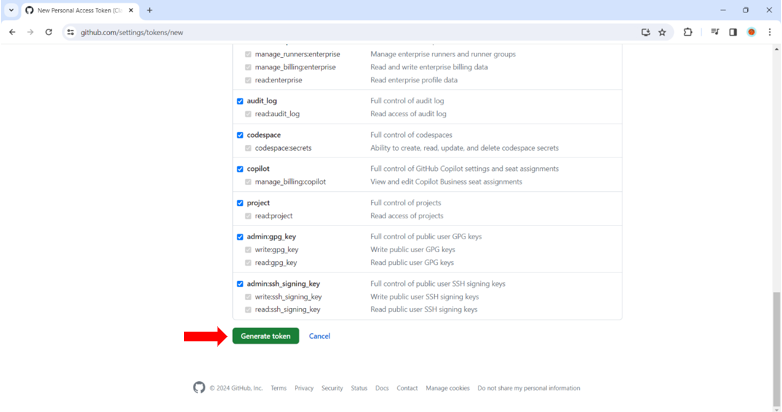 New Personal Access Token (Cl
github.com/settings/tokens/new
manage_runners:enterprise Manage enterprise runners and runner groups
manage_billing:enterprise Read and write enterprise billing data
read:enterprise Read enterprise profile data
audit_log Full control of audit log
read:audit_log Read access of audit log
codespace Full control of codespaces
codespace:secrets Ability to create, read, update, and delete codespace secrets
copilot Full control of GitHub Copilot settings and seat assignments
manage_billing:copilot View and edit Copilot Business seat assignments
project Full control of projects
read:project Read access of projects
admin:gpg_key Full control of public user GPG keys
write:gpg_key Write public user GPG keys
read:gpg_key Read public user GPG keys
admin:ssh_signing_key Full control of public user SSH signing keys
write:ssh_signing_key Write public user SSH signing keys
read:ssh_signing_key Read public user SSH signing keys
Generate token Cancel
© 2024 GitHub, Inc. Terms Privacy Security Status Docs Contact Manage cookies Do not share my personal information